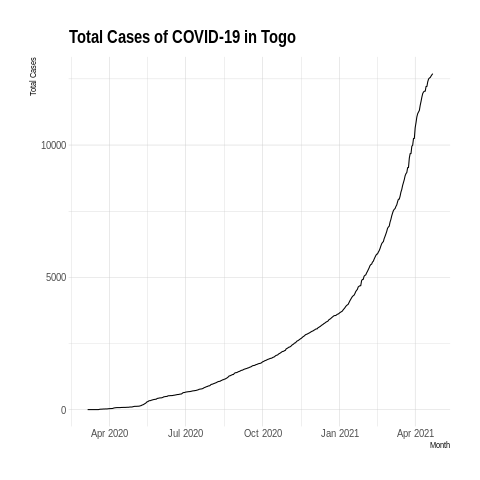 Total Cases of COVID-19 in Togo
Total Cases
10000
5000
0
Apr 2020 Jul 2020 Oct 2020 Jan 2021 Apr 2021
Month